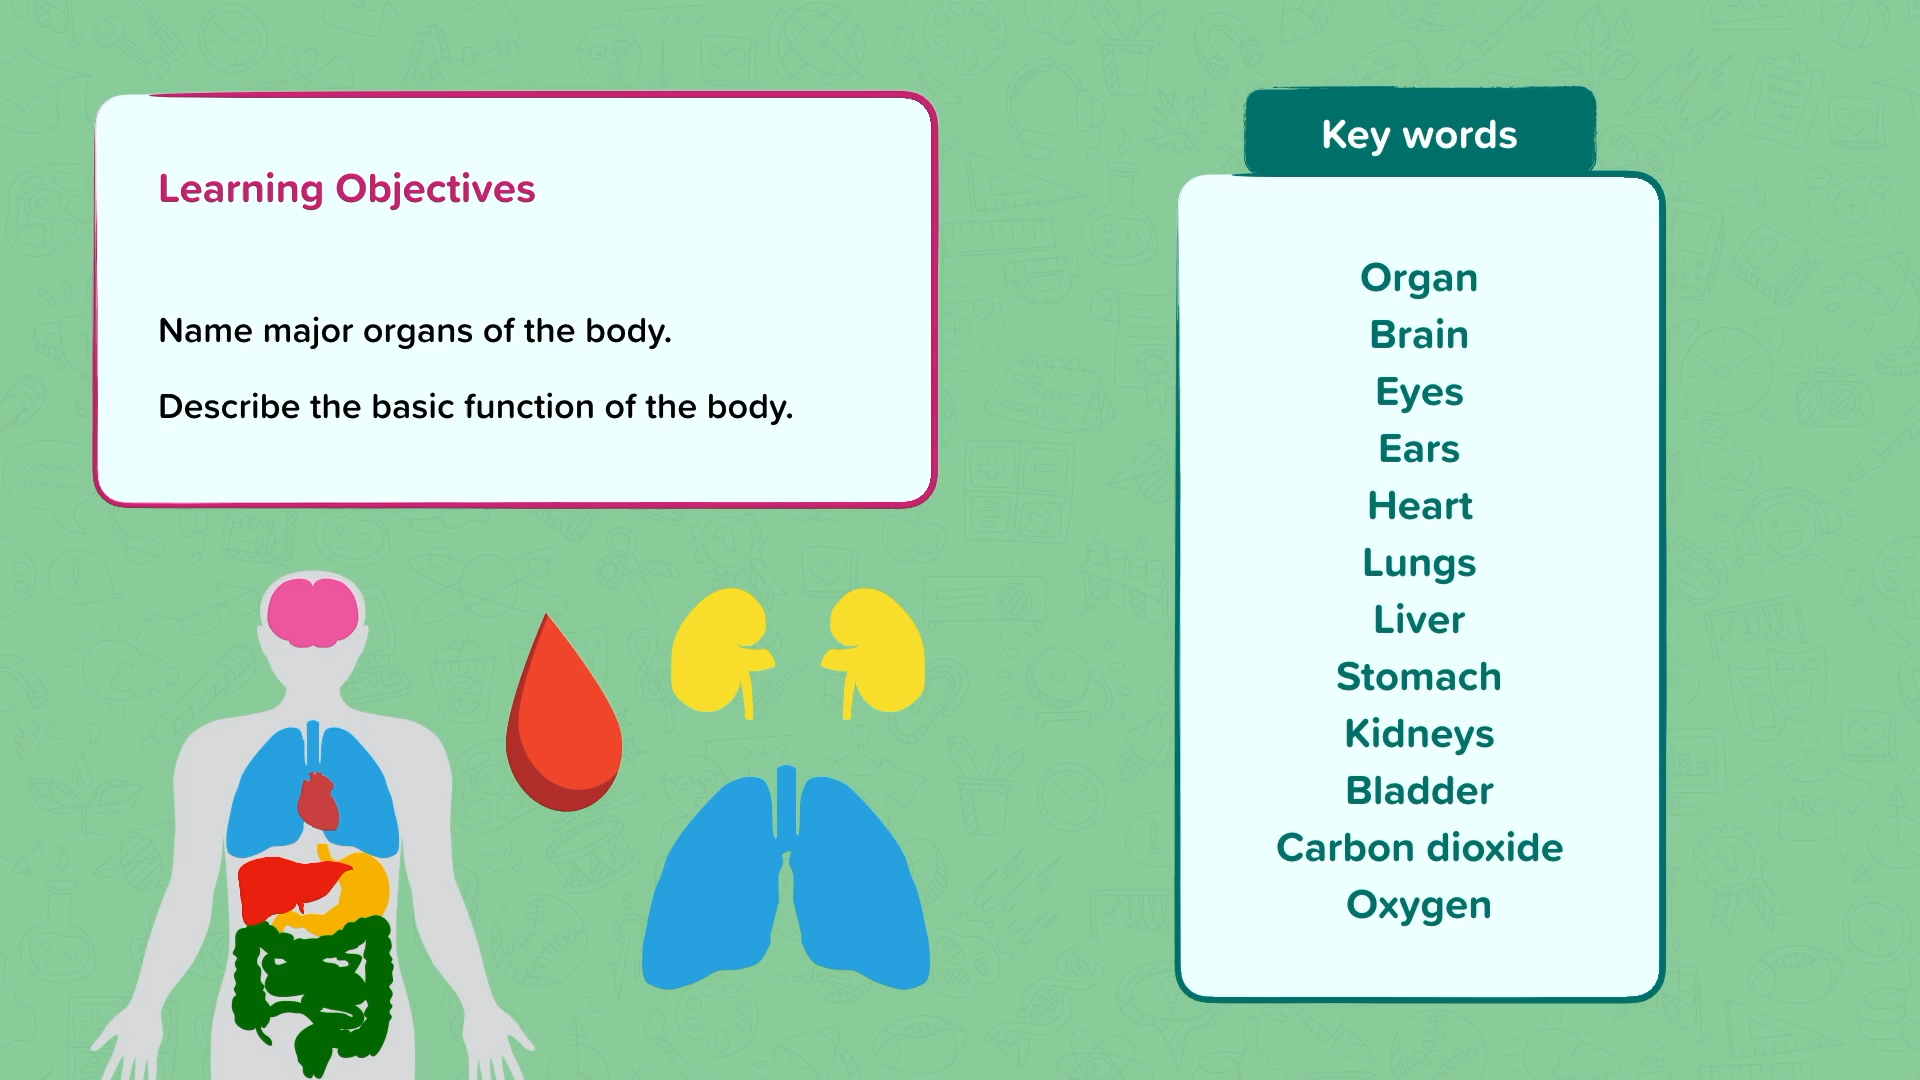 Learning Objectives
Name major organs of the body.
Describe the basic function of the body.
Key words
Organ
Brain
Eyes
Ears
Heart
Lungs
Liver
Stomach
Kidneys
Bladder
Carbon dioxide
Oxygen